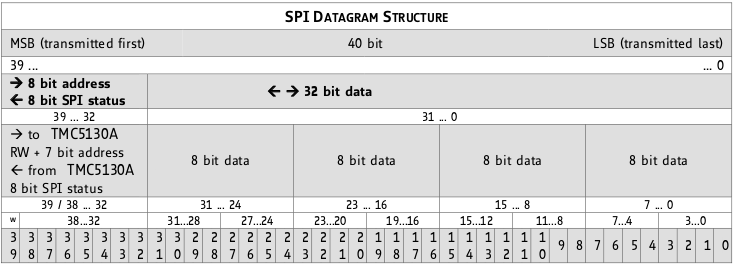 SPI DATAGRAM STRUCTURE
MSB (transmitted first) 40 bit LSB (transmitted last)
39 ... ... 0
→ 8 bit address
← 8 bit SPI status
← → 32 bit data
39 ... 32 31 ... 0
→ to TMC5130A
RW + 7 bit address
← from TMC5130A
8 bit SPI status
8 bit data 8 bit data 8 bit data 8 bit data
39 / 38 ... 32 31 ... 24 23 ... 16 15 ... 8 7 ... 0
w 38...32 31...28 27...24 23...20 19...16 15...12 11...8 7...4 3...0
39 38 37 36 35 34 33 32 31 30 29 28 27 26 25 24 23 22 21 20 19 18 17 16 15 14 13 12 11 10 9 8 7 6 5 4 3 2 1 0